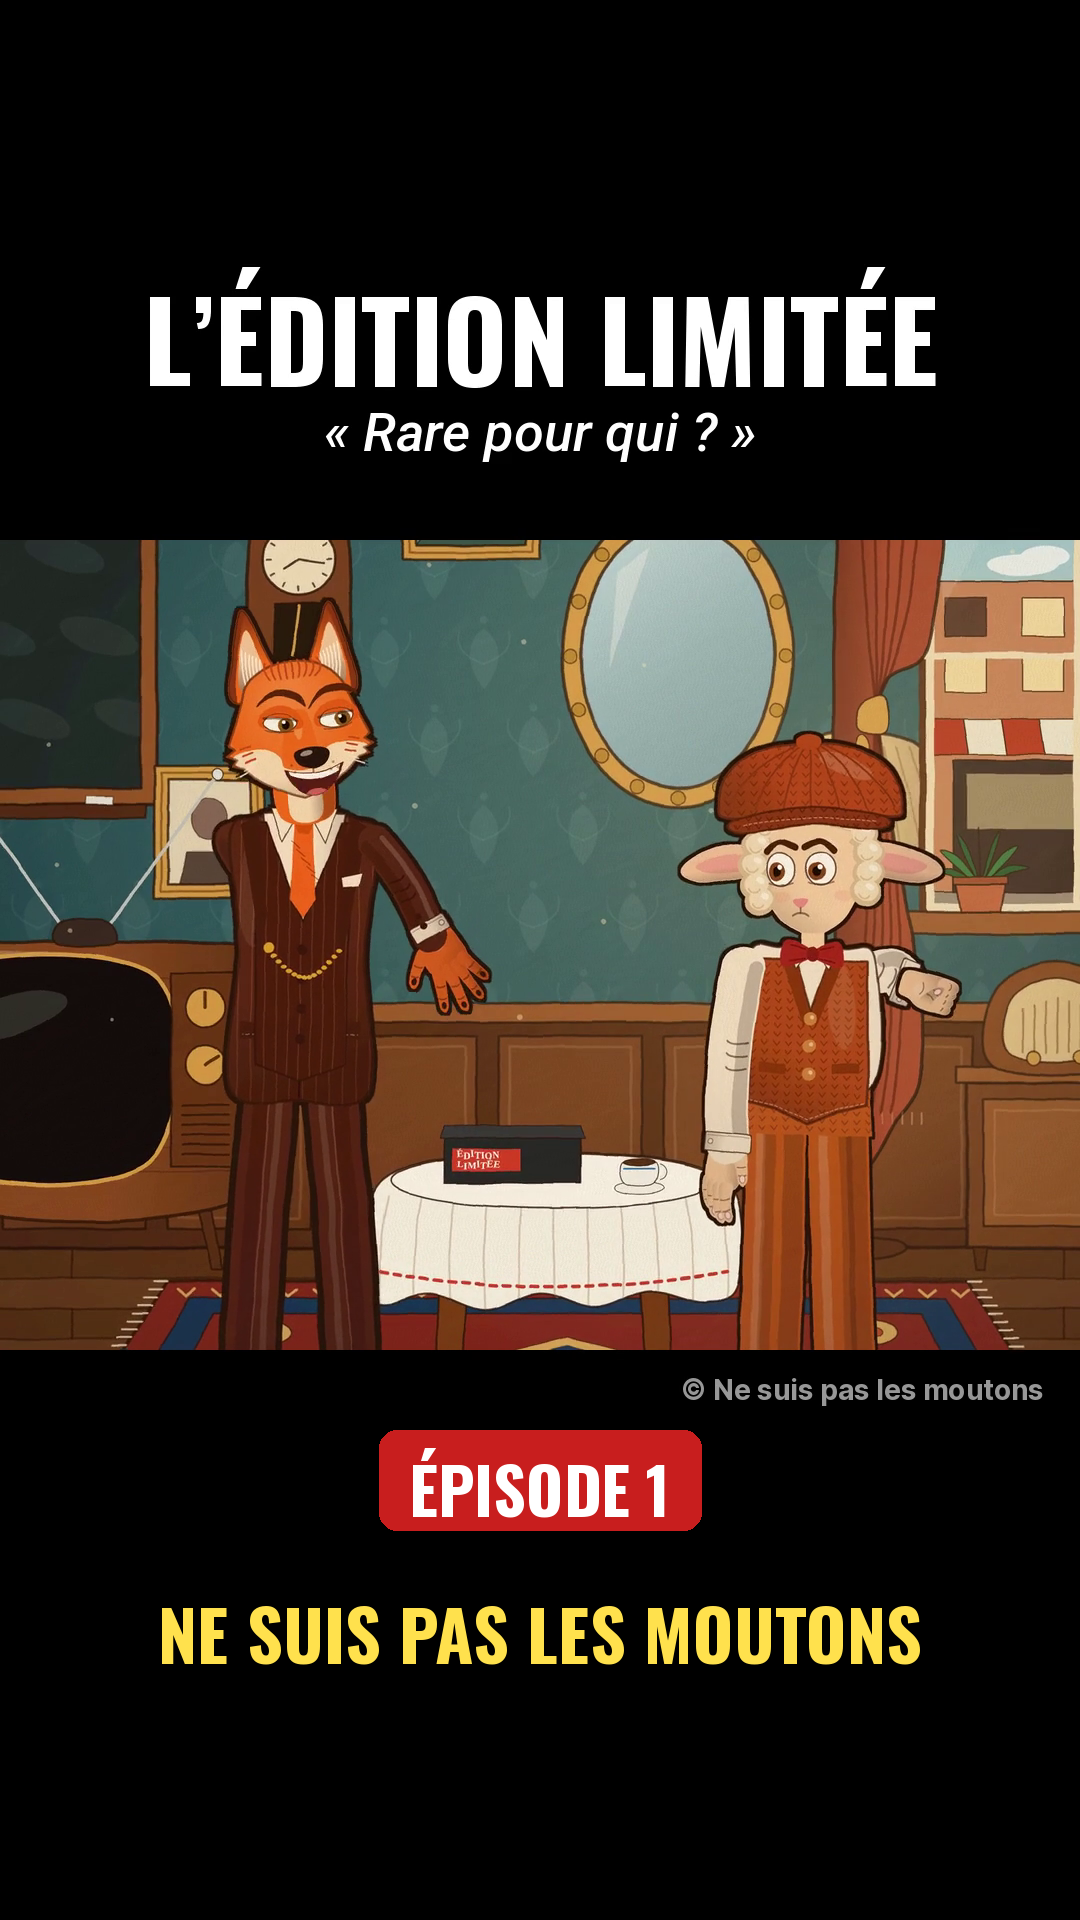 L’ÉDITION LIMITÉE
« Rare pour qui ? »
ÉDITION
LIMITÉE
© Ne suis pas les moutons
ÉPISODE 1
NE SUIS PAS LES MOUTONS